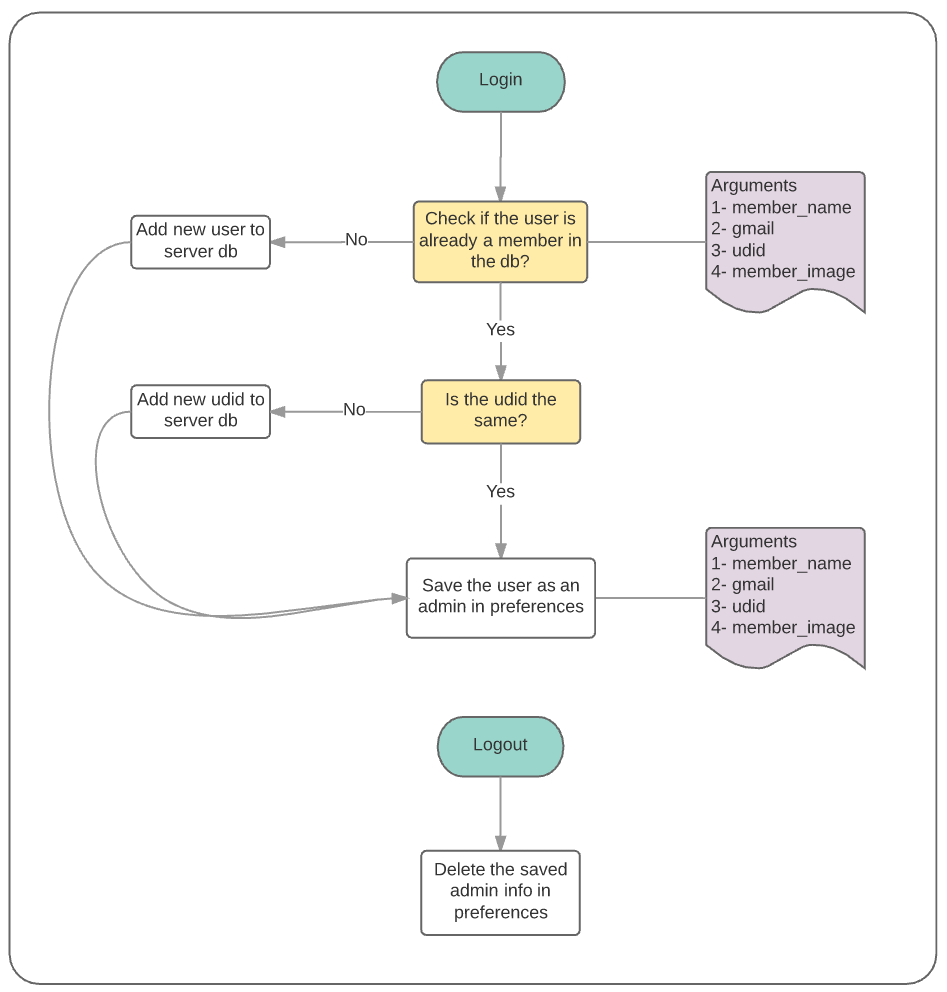 Login
Check if the user is
already a member in
the db?
Arguments
1- member_name
2- gmail
3- udid
4- member_image
No
Add new user to
server db
Yes
Is the udid the
same?
No
Add new udid to
server db
Yes
Save the user as an
admin in preferences
Arguments
1- member_name
2- gmail
3- udid
4- member_image
Logout
Delete the saved
admin info in
preferences